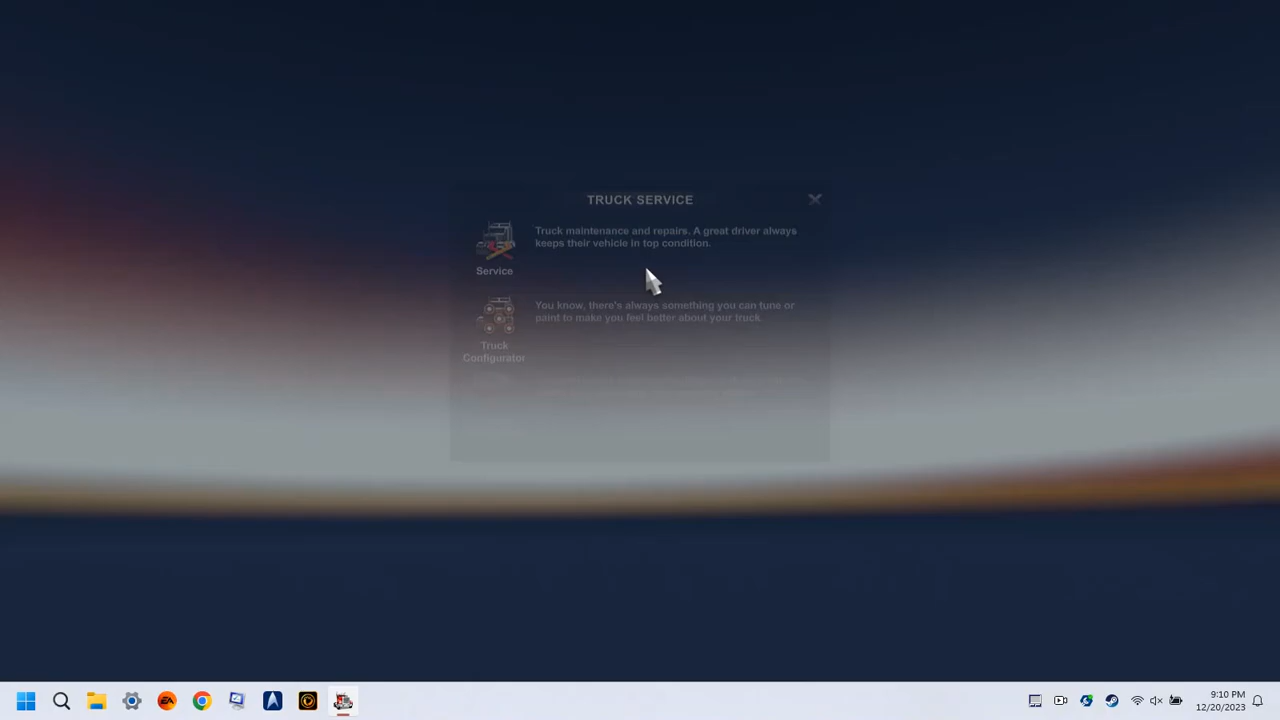 TRUCK SERVICE
Truck maintenance and repairs. A great driver always
keeps their vehicle in top condition.
Service
You know, there's always something you can tune or
paint to make you feel better about your truck.
Truck
Configurator
EA
9:10 PM
12/20/2023